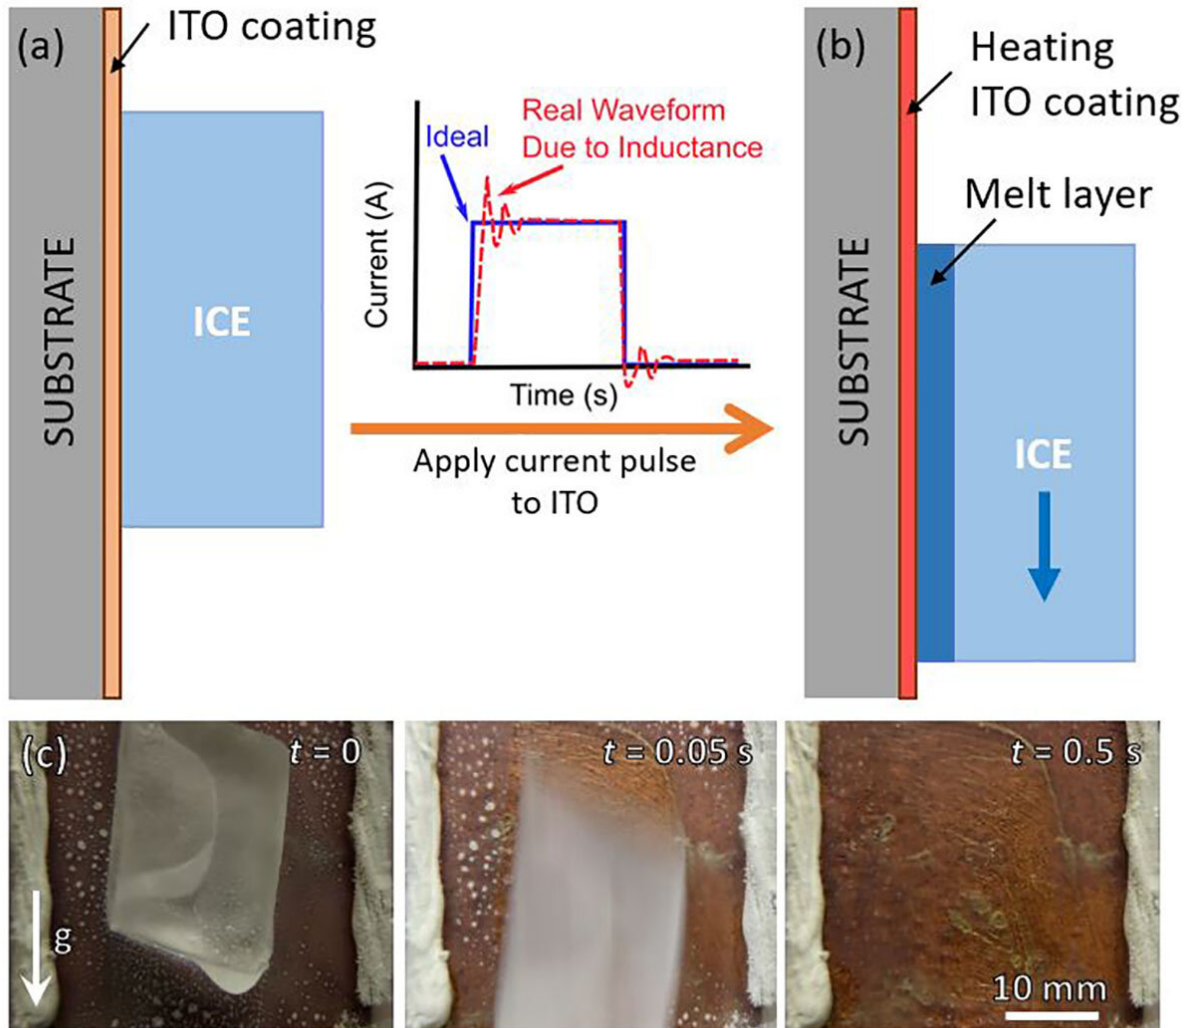 (a)
ITO coating
SUBSTRATE
ICE
Ideal
Real Waveform
Due to Inductance
Current (A)
Time (s)
Apply current pulse
to ITO
(b)
Heating
ITO coating
Melt layer
SUBSTRATE
ICE
(c)
t = 0
g
t = 0.05 s
t = 0.5 s
10 mm